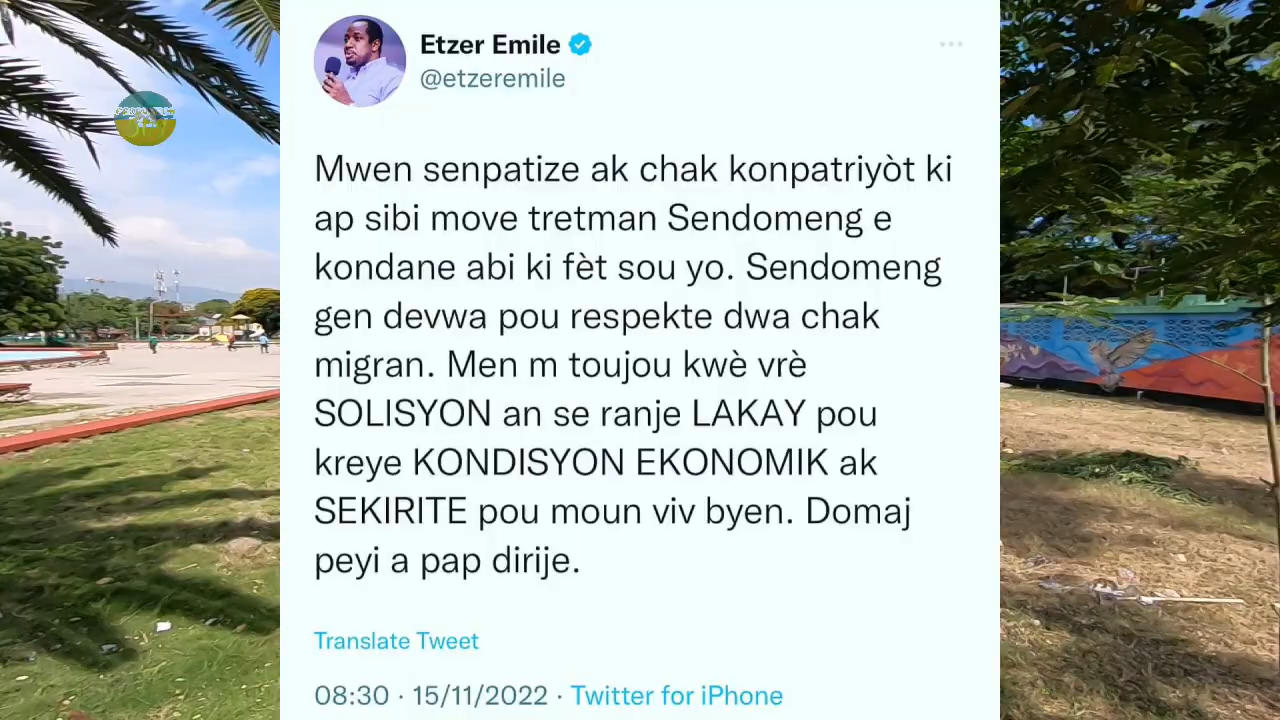 Etzer Emile
@etzeremile
Mwen senpatize ak chak konpatriyòt ki
ap sibi move tretman Sendomeng e
kondane abi ki fèt sou yo. Sendomeng
gen devwa pou respekte dwa chak
migran. Men m toujou kwè vrè
SOLISYON an se ranje LAKAY pou
kreye KONDISYON EKONOMIK ak
SEKIRITE pou moun viv byen. Domaj
peyi a pap dirije.
Translate Tweet
08:30 · 15/11/2022 · Twitter for iPhone